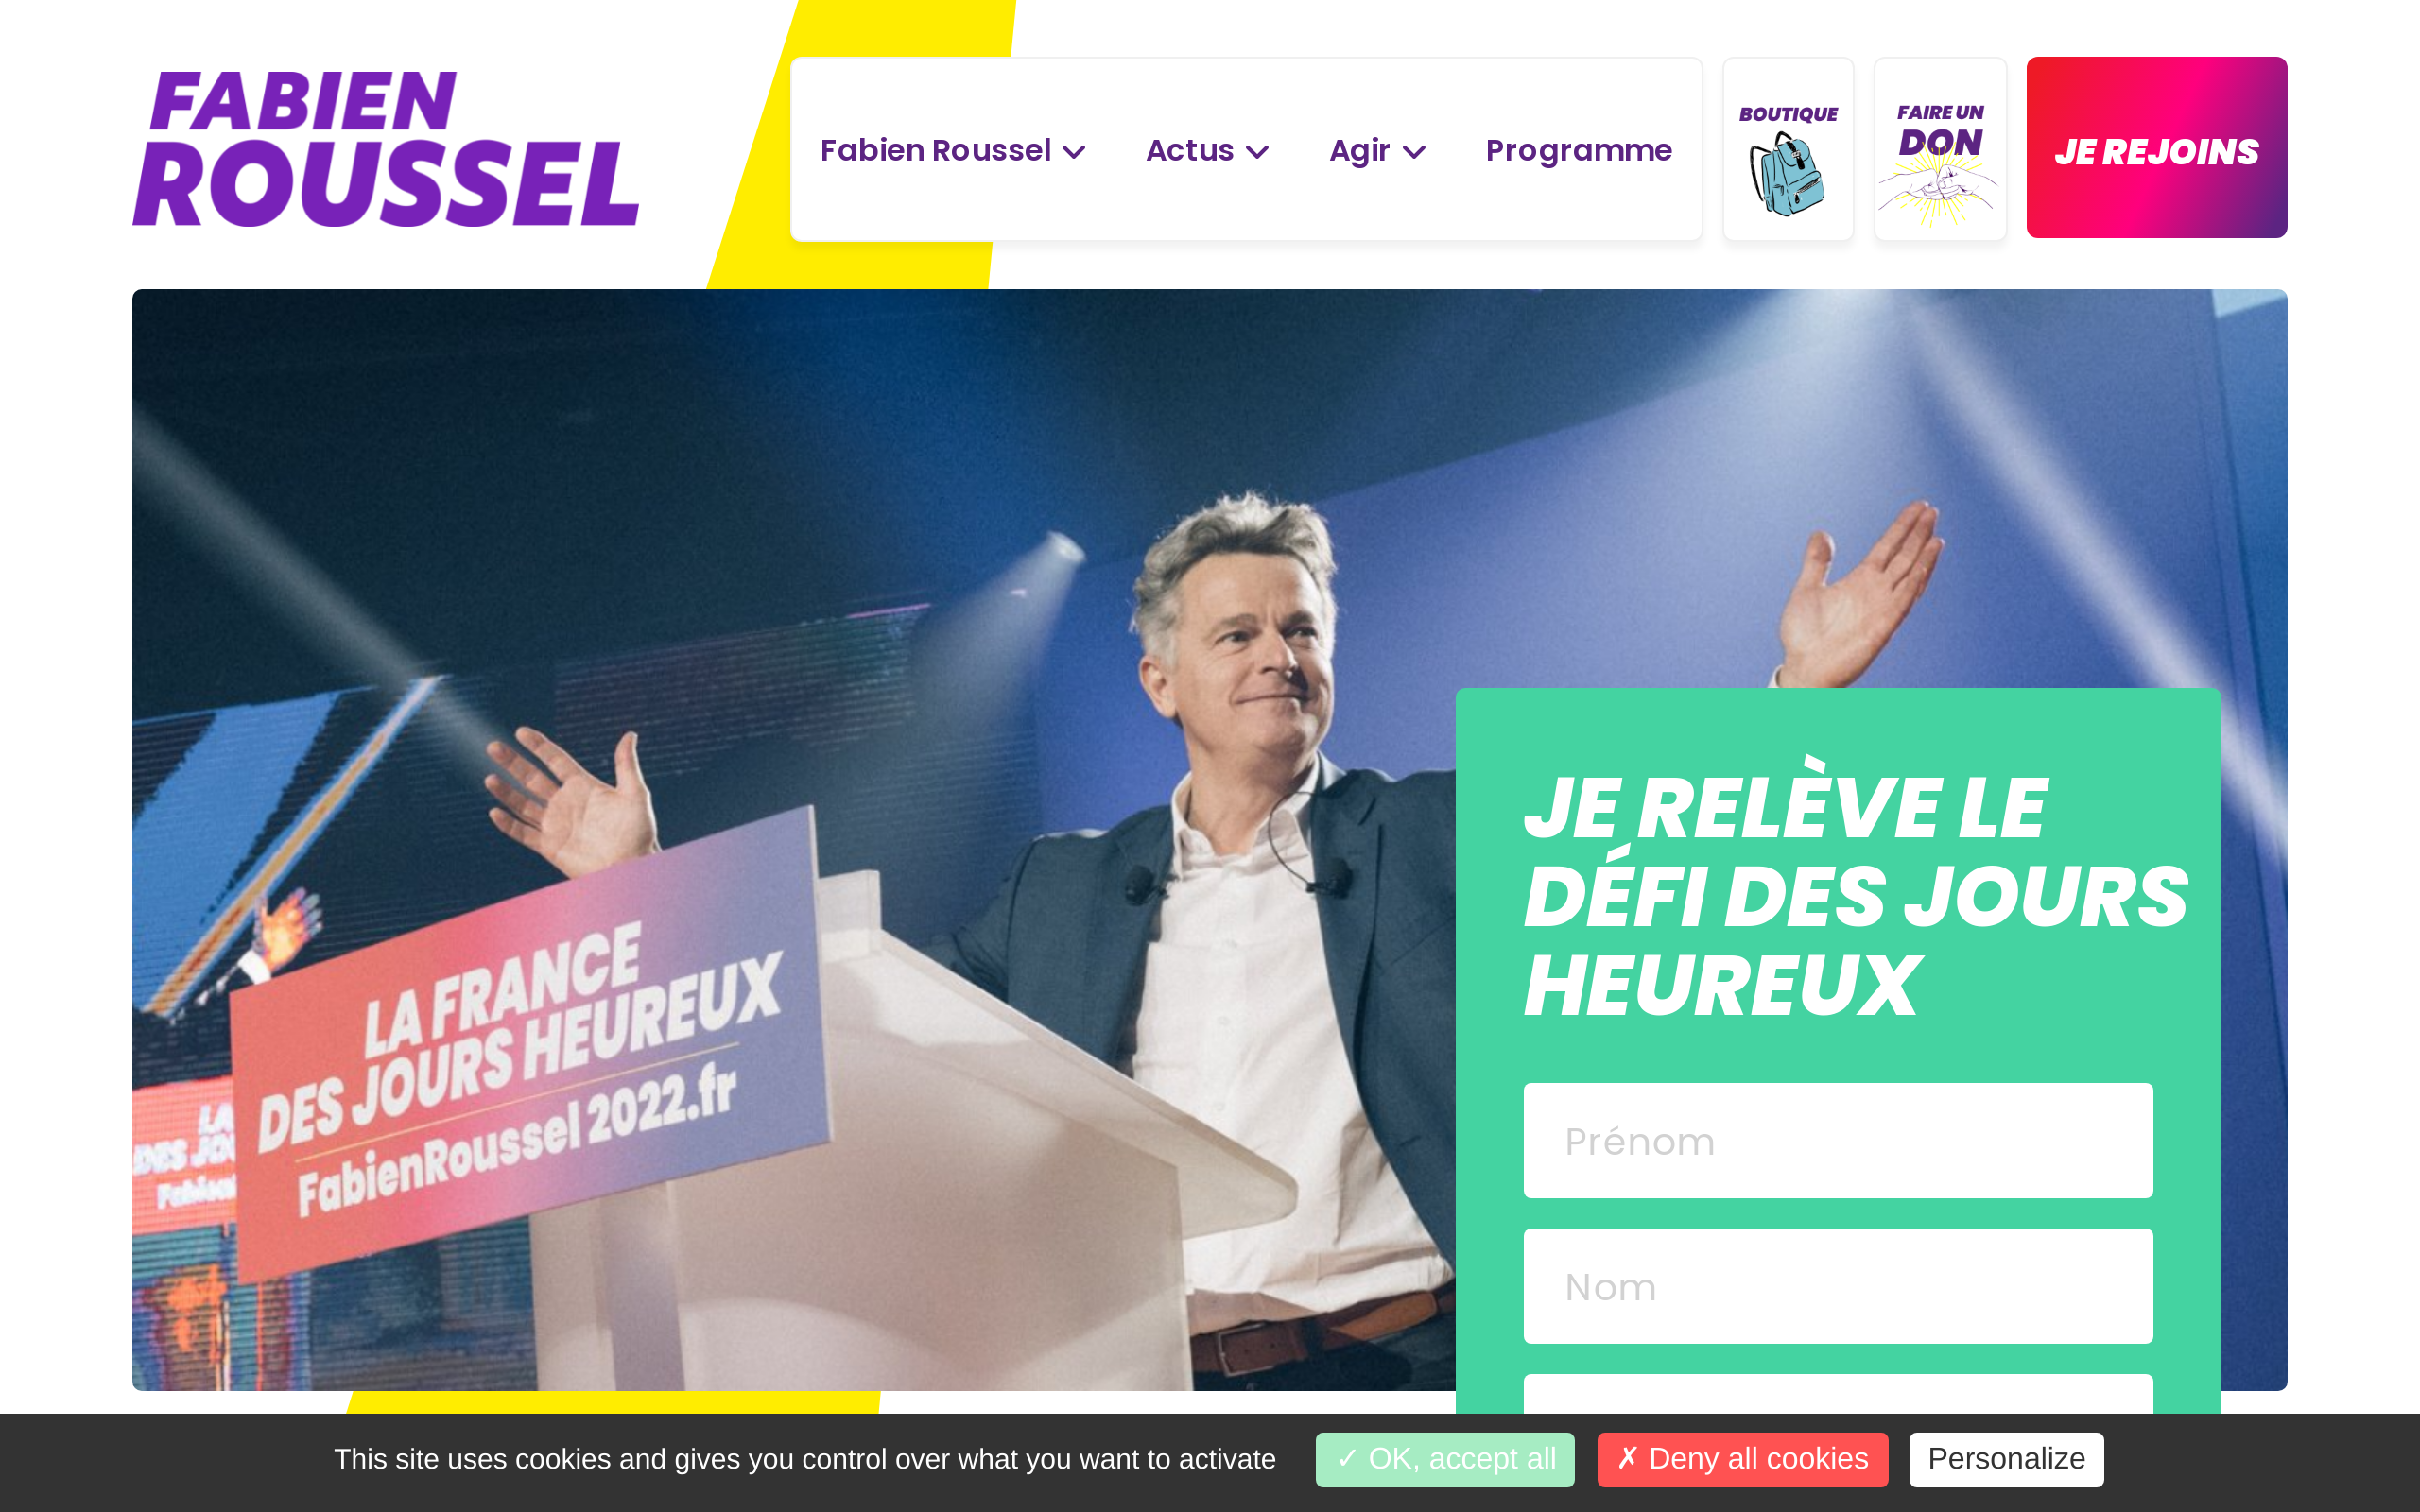 FABIEN
ROUSSEL
Fabien Roussel
Actus
Agir
Programme
BOUTIQUE
FAIRE UN
DON
JE REJOINS
JE RELÈVE LE
DÉFI DES JOURS
HEUREUX
Prénom
Nom
LA FRANCE
DES JOURS HEUREUX
FabienRoussel2022.fr
This site uses cookies and gives you control over what you want to activate
✓ OK, accept all
✗ Deny all cookies
Personalize